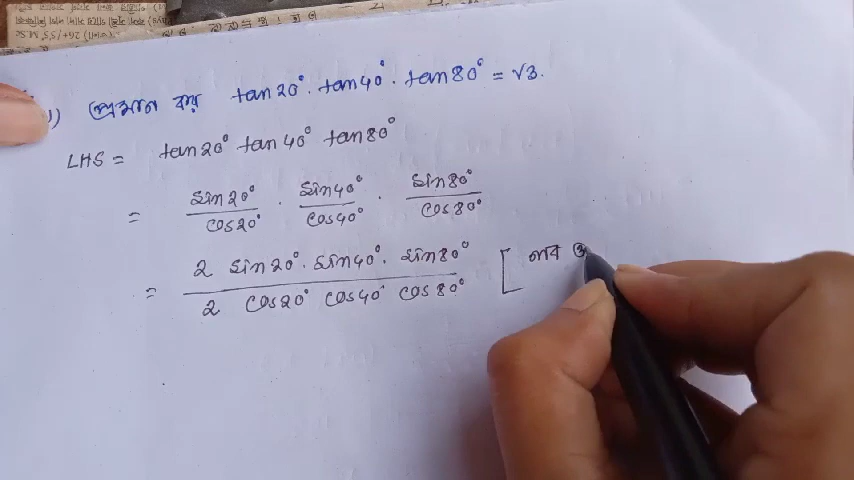 1) প্রমাণ কর tan20°. tan40°. tan80° = √3.
LHS = tan20° tan40° tan80°
= sin20°/cos20° . sin40°/cos40° . sin80°/cos80°
= 2 sin20°. sin40°. sin80° / 2 cos20° cos40° cos80° [ লব ও